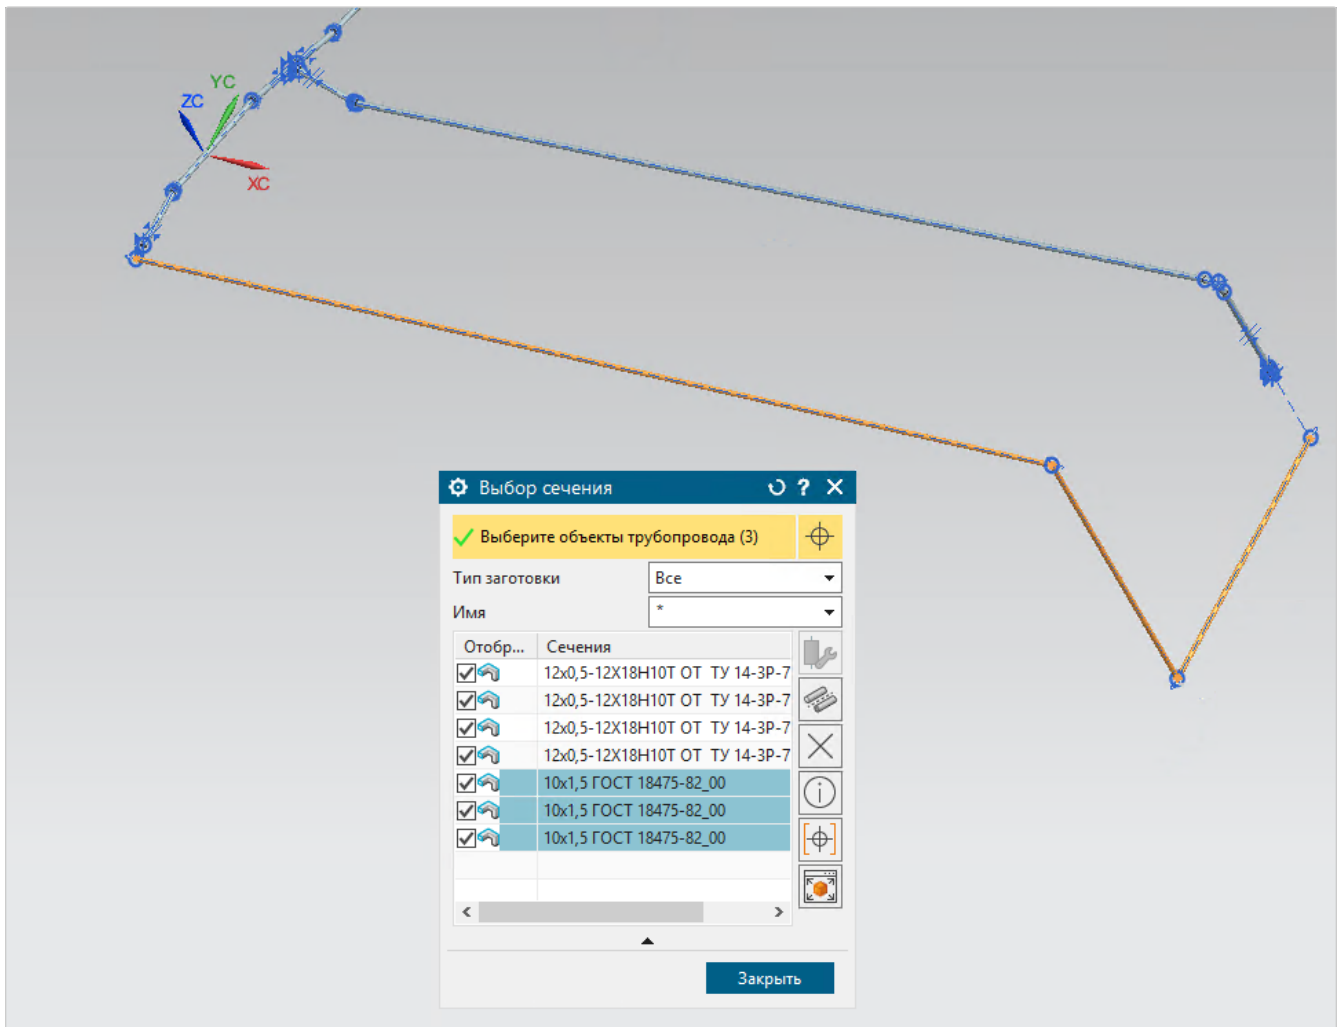 YC
ZC
XC
Выбор сечения
Выберите объекты трубопровода (3)
Тип заготовки Все
Имя *
Отобр... Сечения
12x0,5-12Х18Н10Т ОТ ТУ 14-3Р-7
12x0,5-12Х18Н10Т ОТ ТУ 14-3Р-7
12x0,5-12Х18Н10Т ОТ ТУ 14-3Р-7
12x0,5-12Х18Н10Т ОТ ТУ 14-3Р-7
10x1,5 ГОСТ 18475-82_00
10x1,5 ГОСТ 18475-82_00
10x1,5 ГОСТ 18475-82_00
Закрыть